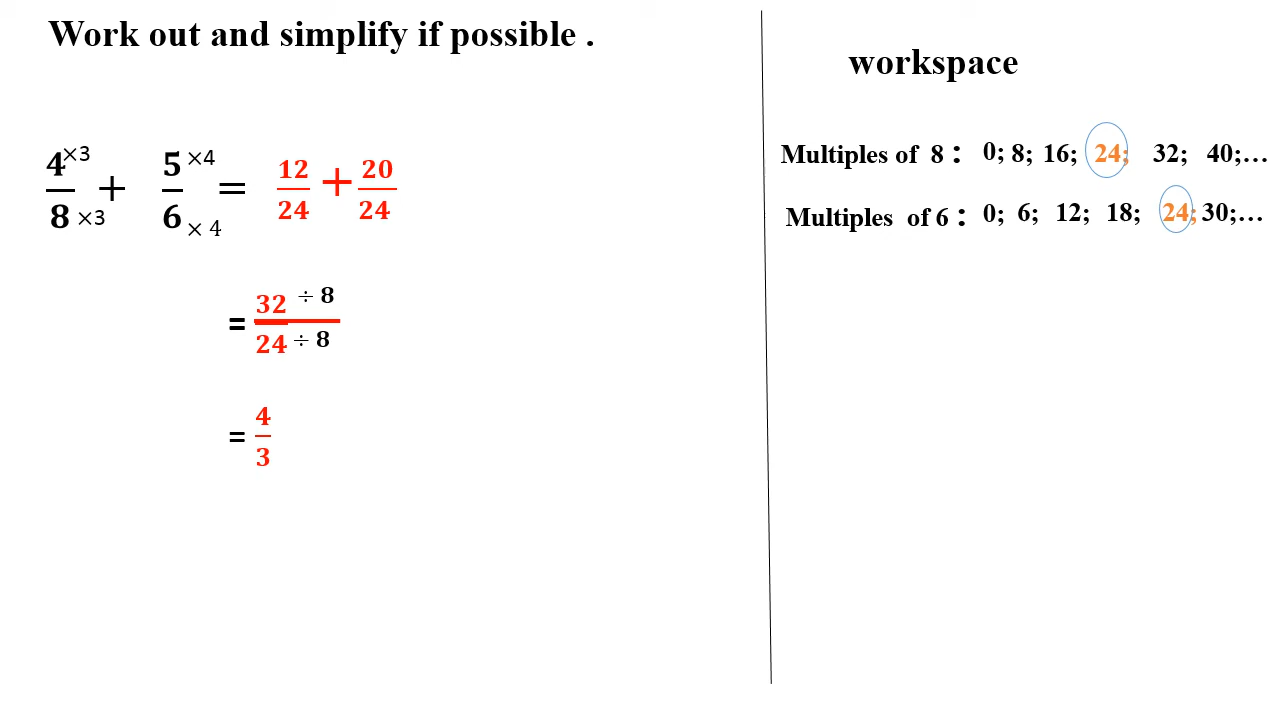 Work out and simplify if possible .
4 ×3 / 8 ×3 + 5 ×4 / 6 × 4 = 12/24 + 20/24
= 32 ÷ 8 / 24 ÷ 8
= 4/3
workspace
Multiples of 8 : 0; 8; 16; 24; 32; 40;...
Multiples of 6 : 0; 6; 12; 18; 24; 30;...